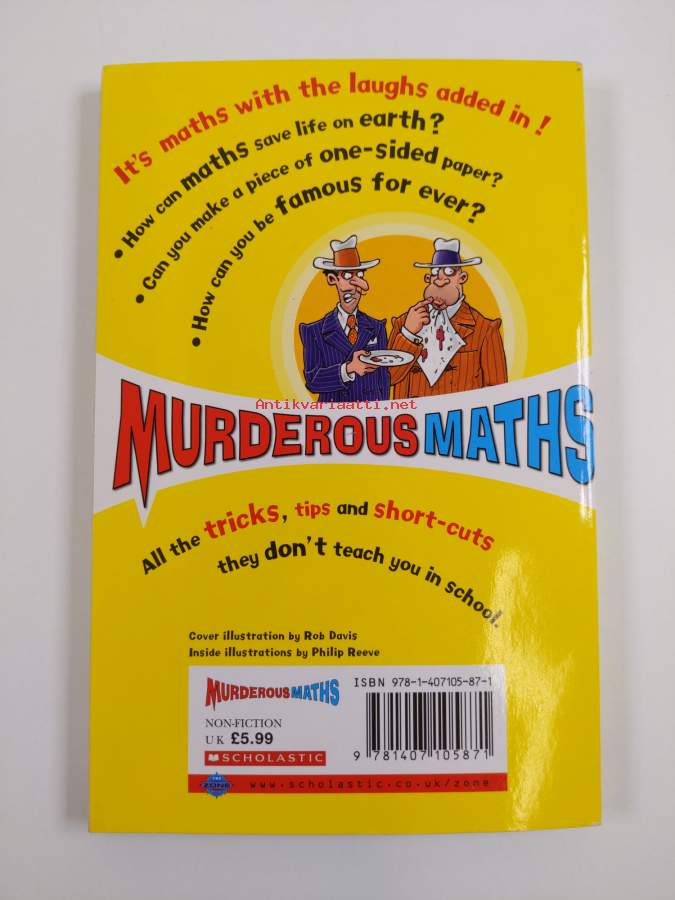 It's maths with the laughs added in!
• How can maths save life on earth?
• Can you make a piece of one-sided paper?
• How can you be famous for ever?
Antikvariaatti.net
MURDEROUS MATHS
All the tricks, tips and short-cuts
they don't teach you in school.
Cover illustration by Rob Davis
Inside illustrations by Philip Reeve
MURDEROUS MATHS
NON-FICTION
UK £5.99
SCHOLASTIC
ISBN 978-1-407105-87-1
9 781407 105871
THE
ZONE
www.scholastic.co.uk/zone